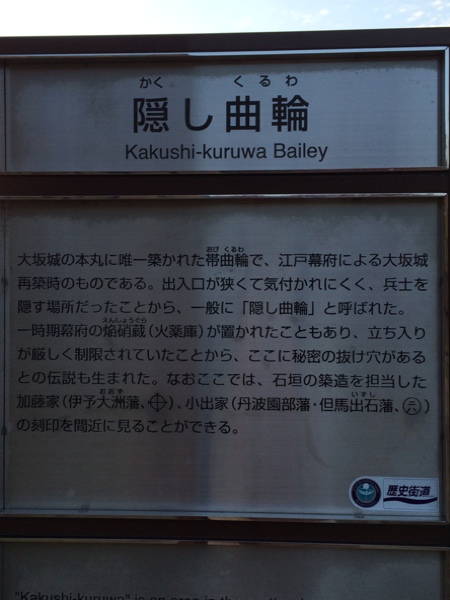 かく くるわ
隠し曲輪
Kakushi-kuruwa Bailey
おび くるわ
大坂城の本丸に唯一築かれた帯曲輪で、江戸幕府による大坂城
再築時のものである。出入口が狭くて気付かれにくく、兵士を
隠す場所だったことから、一般に「隠し曲輪」と呼ばれた。
えんしょうぐら
一時期幕府の焔硝蔵(火薬庫)が置かれたこともあり、立ち入り
が厳しく制限されていたことから、ここに秘密の抜け穴がある
との伝説も生まれた。なおここでは、石垣の築造を担当した
おおず いずし
加藤家(伊予大洲藩、)、小出家(丹波園部藩・但馬出石藩、)
の刻印を間近に見ることができる。
歴史街道
"Kakushi-kuruwa" is an area in the